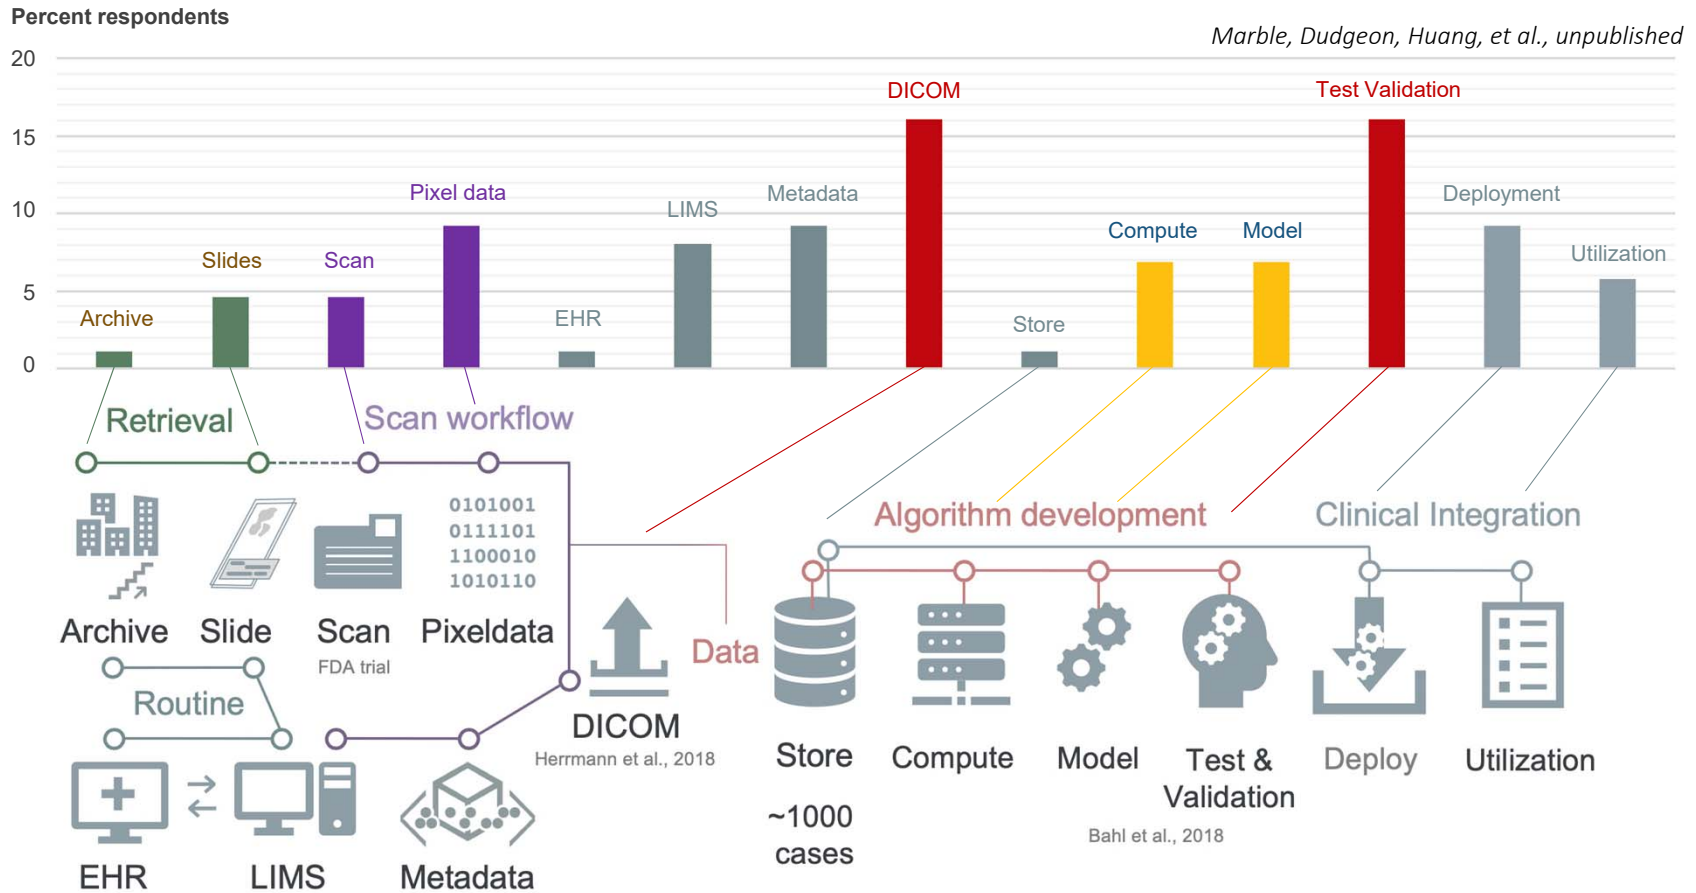 Percent respondents
Marble, Dudgeon, Huang, et al., unpublished
20
15
10
5
0
Archive
Slides
Scan
Pixel data
EHR
LIMS
Metadata
DICOM
Store
Compute
Model
Test Validation
Deployment
Utilization
Retrieval
Scan workflow
Algorithm development
Clinical Integration
0101001
0111101
1100010
1010110
Archive
Slide
Scan
FDA trial
Pixeldata
Data
Routine
DICOM
Herrmann et al., 2018
Store
~1000
cases
Compute
Model
Test &
Validation
Bahl et al., 2018
Deploy
Utilization
EHR
LIMS
Metadata